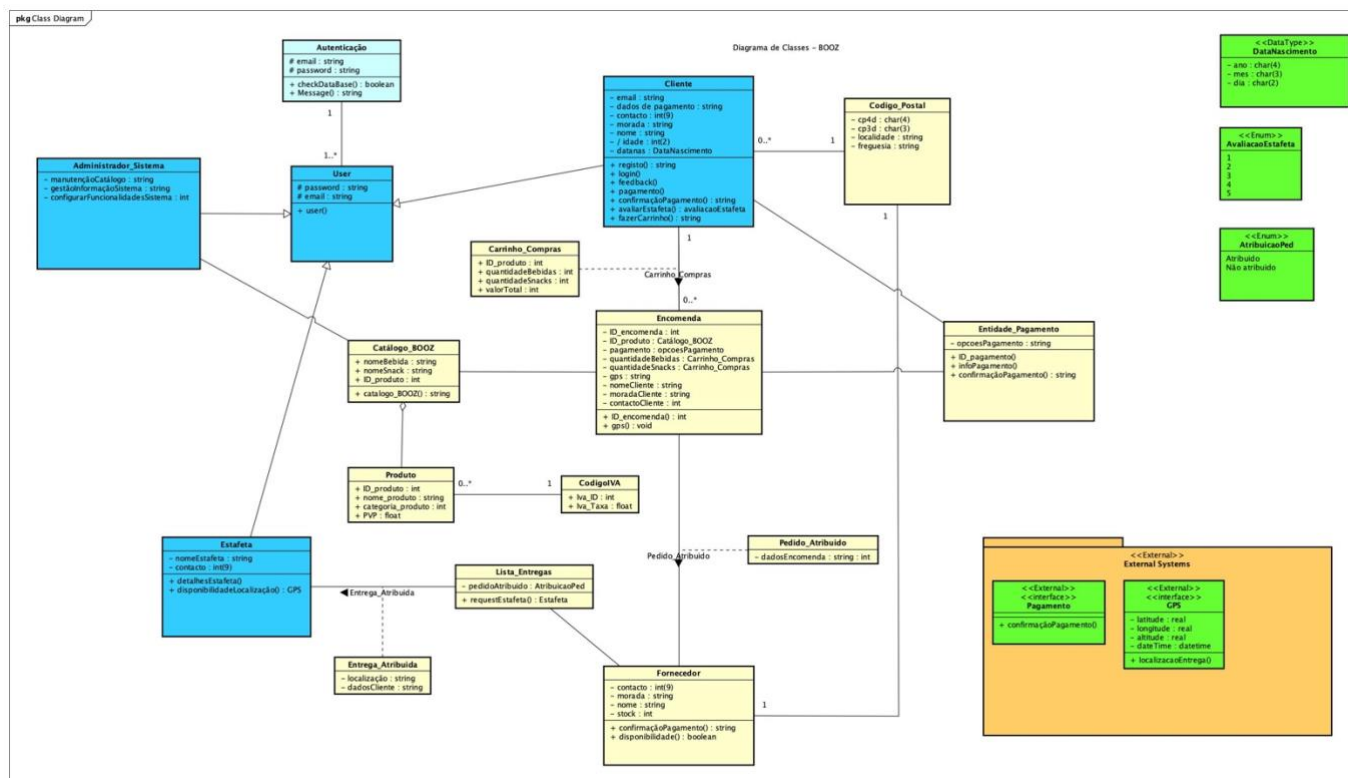 pkg Class Diagram
Diagrama de Classes - BOOZ
Autenticação
# email : string
# password : string
+ checkDataBase() : boolean
+ Message() : string
1
1..*
User
# password : string
# email : string
+ user()
Administrador_Sistema
- manutençãoCatálogo : string
- gestãoInformaçãoSistema : string
- configurarFuncionalidadesSistema : int
Cliente
- email : string
- dados de pagamento : string
- contacto : int(9)
- morada : string
- nome : string
- / idade : int(2)
- datanas : DataNascimento
+ registo() : string
+ login()
+ feedback()
+ pagamento()
+ confirmaçãoPagamento() : string
+ avaliarEstafeta() : avaliacaoEstafeta
+ fazerCarrinho() : string
0..*
1
Codigo_Postal
- cp4d : char(4)
- cp3d : char(3)
- localidade : string
- freguesia : string
1
<<DataType>>
DataNascimento
- ano : char(4)
- mes : char(3)
- dia : char(2)
<<Enum>>
AvaliacaoEstafeta
1
2
3
4
5
<<Enum>>
AtribuicaoPed
Atribuido
Não atribuido
Carrinho_Compras
+ ID_produto : int
+ quantidadeBebidas : int
+ quantidadeSnacks : int
+ valorTotal : int
1
Carrinho_Compras
0..*
Encomenda
- ID_encomenda : int
- ID_produto : Catálogo_BOOZ
- pagamento : opcoesPagamento
- quantidadeBebidas : Carrinho_Compras
- quantidadeSnacks : Carrinho_Compras
- gps : string
- nomeCliente : string
- moradaCliente : string
- contactoCliente : int
+ ID_encomenda() : int
+ gps() : void
Entidade_Pagamento
- opcoesPagamento : string
+ ID_pagamento()
+ infoPagamento()
+ confirmaçãoPagamento() : string
Catálogo_BOOZ
+ nomeBebida : string
+ nomeSnack : string
+ ID_produto : int
+ catalogo_BOOZ() : string
Produto
+ ID_produto : int
+ nome_produto : string
+ categoria_produto : int
+ PVP : float
0..*
1
CodigoIVA
+ Iva_ID : int
+ Iva_Taxa : float
Estafeta
- nomeEstafeta : string
- contacto : int(9)
+ detalhesEstafeta()
+ disponibilidadeLocalização() : GPS
Entrega_Atribuida
Lista_Entregas
- pedidoAtribuido : AtribuicaoPed
+ requestEstafeta() : Estafeta
Pedido_Atribuido
Pedido_Atribuido
- dadosEncomenda : string : int
Entrega_Atribuida
- localização : string
- dadosCliente : string
Fornecedor
- contacto : int(9)
- morada : string
- nome : string
- stock : int
+ confirmaçãoPagamento() : string
+ disponibilidade() : boolean
1
<<External>>
External Systems
<<External>>
<<interface>>
Pagamento
+ confirmaçãoPagamento()
<<External>>
<<interface>>
GPS
- latitude : real
- longitude : real
- altitude : real
- dateTime : datetime
+ localizacaoEntrega()